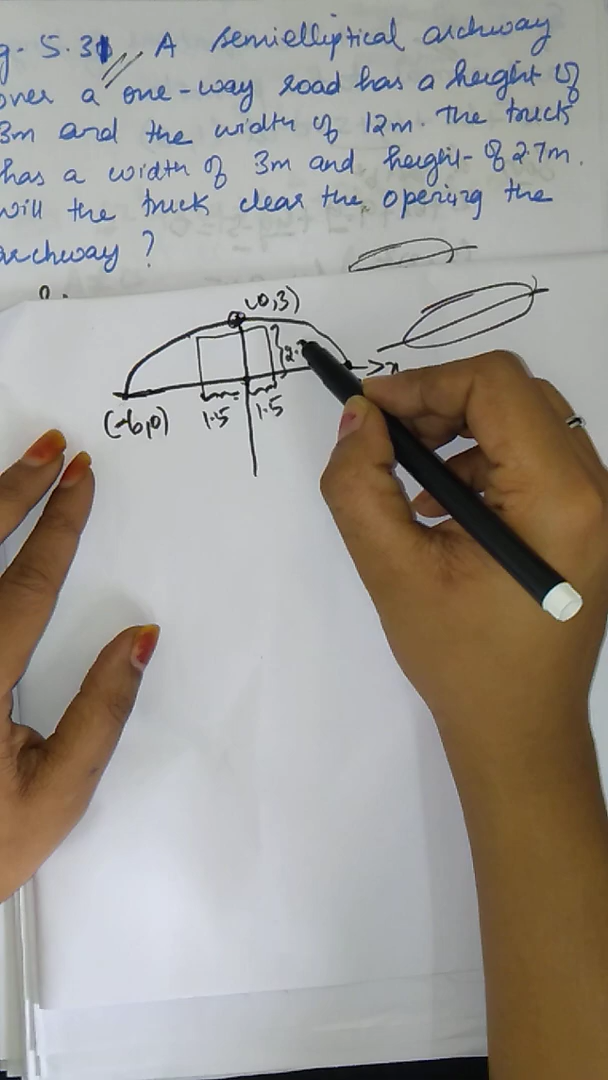 g. 5.31 A semielliptical archway
over a one-way road has a height of
3m and the width of 12m. The truck
has a width of 3m and height of 2.7m.
will the truck clear the opening the
archway?
(0,3)
(-6,0)
1.5 1.5